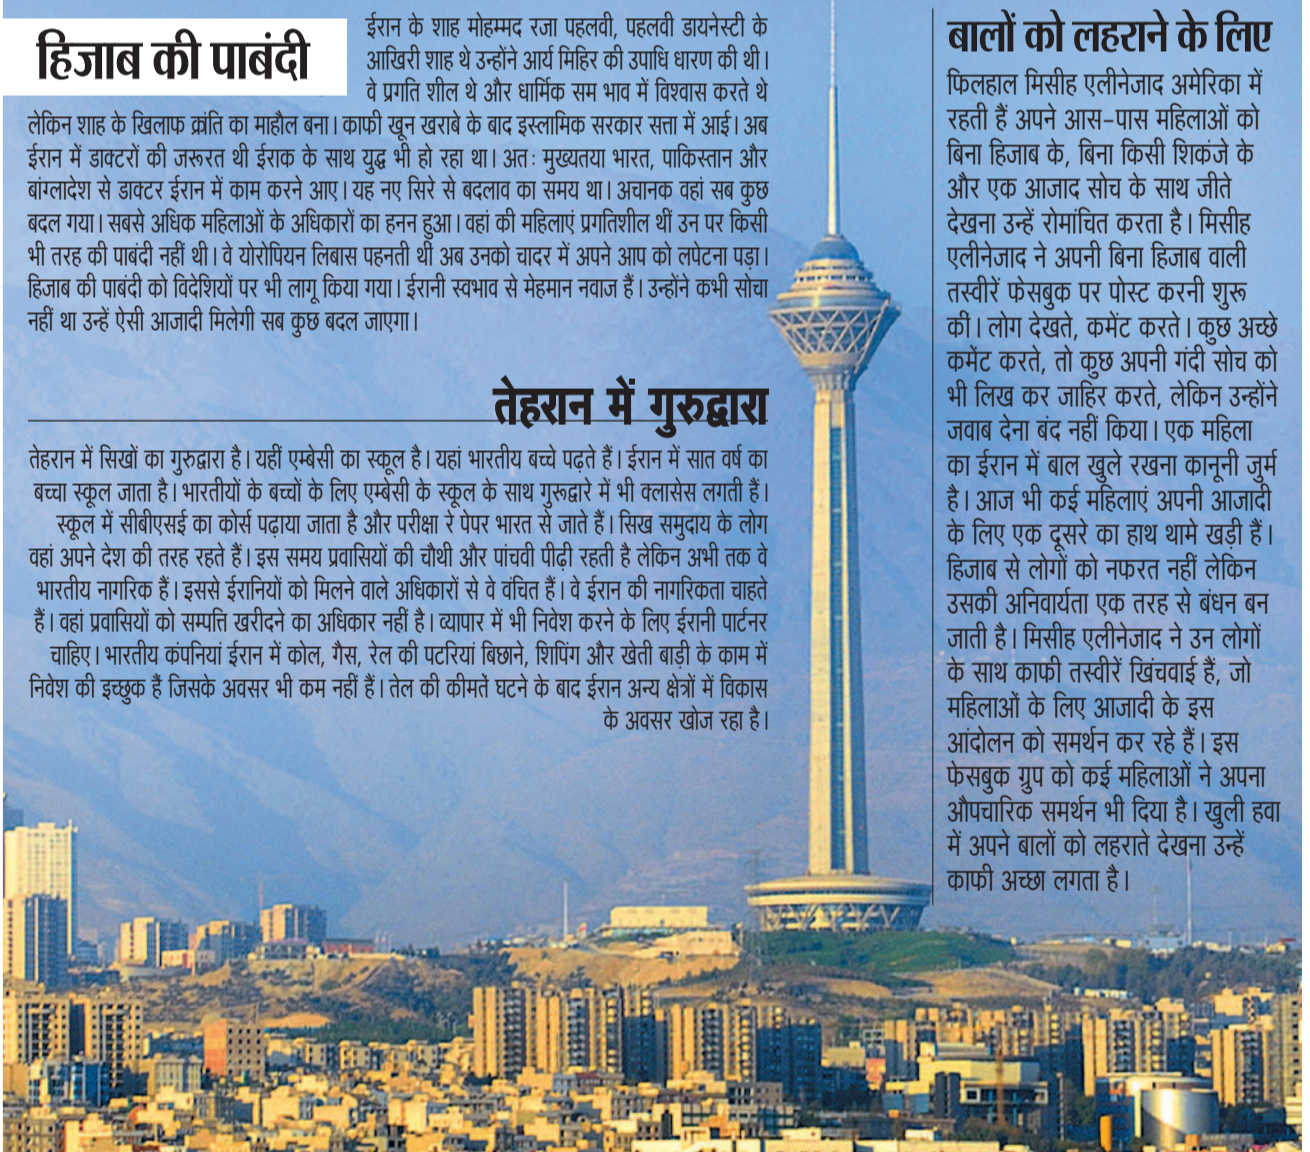 हिजाब की पाबंदी
ईरान के शाह मोहम्मद रजा पहलवी, पहलवी डायनेस्टी के
आखिरी शाह थे उन्होंने आर्य मिहिर की उपाधि धारण की थी।
वे प्रगति शील थे और धार्मिक सम भाव में विश्वास करते थे
लेकिन शाह के खिलाफ क्रांति का माहौल बना। काफी खून खराबे के बाद इस्लामिक सरकार सत्ता में आई। अब
ईरान में डाक्टरों की जरूरत थी ईराक के साथ युद्ध भी हो रहा था। अतः मुख्यतया भारत, पाकिस्तान और
बांग्लादेश से डाक्टर ईरान में काम करने आए। यह नए सिरे से बदलाव का समय था। अचानक वहां सब कुछ
बदल गया। सबसे अधिक महिलाओं के अधिकारों का हनन हुआ। वहां की महिलाएं प्रगतिशील थीं उन पर किसी
भी तरह की पाबंदी नहीं थी। वे योरोपियन लिबास पहनती थीं अब उनको चादर में अपने आप को लपेटना पड़ा।
हिजाब की पाबंदी को विदेशियों पर भी लागू किया गया। ईरानी स्वभाव से मेहमान नवाज हैं। उन्होंने कभी सोचा
नहीं था उन्हें ऐसी आजादी मिलेगी सब कुछ बदल जाएगा।
तेहरान में गुरुद्वारा
तेहरान में सिखों का गुरुद्वारा है। यहीं एम्बेसी का स्कूल है। यहां भारतीय बच्चे पढ़ते हैं। ईरान में सात वर्ष का
बच्चा स्कूल जाता है। भारतीयों के बच्चों के लिए एम्बेसी के स्कूल के साथ गुरूद्वारे में भी क्लासेस लगती हैं।
स्कूल में सीबीएसई का कोर्स पढ़ाया जाता है और परीक्षा रे पेपर भारत से जाते हैं। सिख समुदाय के लोग
वहां अपने देश की तरह रहते हैं। इस समय प्रवासियों की चौथी और पांचवी पीढ़ी रहती है लेकिन अभी तक वे
भारतीय नागरिक हैं। इससे ईरानियों को मिलने वाले अधिकारों से वे वंचित हैं। वे ईरान की नागरिकता चाहते
हैं। वहां प्रवासियों को सम्पत्ति खरीदने का अधिकार नहीं है। व्यापार में भी निवेश करने के लिए ईरानी पार्टनर
चाहिए। भारतीय कंपनियां ईरान में कोल, गैस, रेल की पटरियां बिछाने, शिपिंग और खेती बाड़ी के काम में
निवेश की इच्छुक हैं जिसके अवसर भी कम नहीं हैं। तेल की कीमतें घटने के बाद ईरान अन्य क्षेत्रों में विकास
के अवसर खोज रहा है।
बालों को लहराने के लिए
फिलहाल मिसीह एलीनेजाद अमेरिका में
रहती हैं अपने आस-पास महिलाओं को
बिना हिजाब के, बिना किसी शिकंजे के
और एक आजाद सोच के साथ जीते
देखना उन्हें रोमांचित करता है। मिसीह
एलीनेजाद ने अपनी बिना हिजाब वाली
तस्वीरें फेसबुक पर पोस्ट करनी शुरू
कीं। लोग देखते, कमेंट करते। कुछ अच्छे
कमेंट करते, तो कुछ अपनी गंदी सोच को
भी लिख कर जाहिर करते, लेकिन उन्होंने
जवाब देना बंद नहीं किया। एक महिला
का ईरान में बाल खुले रखना कानूनी जुर्म
है। आज भी कई महिलाएं अपनी आजादी
के लिए एक दूसरे का हाथ थामे खड़ी हैं।
हिजाब से लोगों को नफरत नहीं लेकिन
उसकी अनिवार्यता एक तरह से बंधन बन
जाती है। मिसीह एलीनेजाद ने उन लोगों
के साथ काफी तस्वीरें खिंचवाई हैं, जो
महिलाओं के लिए आजादी के इस
आंदोलन को समर्थन कर रहे हैं। इस
फेसबुक ग्रुप को कई महिलाओं ने अपना
औपचारिक समर्थन भी दिया है। खुली हवा
में अपने बालों को लहराते देखना उन्हें
काफी अच्छा लगता है।